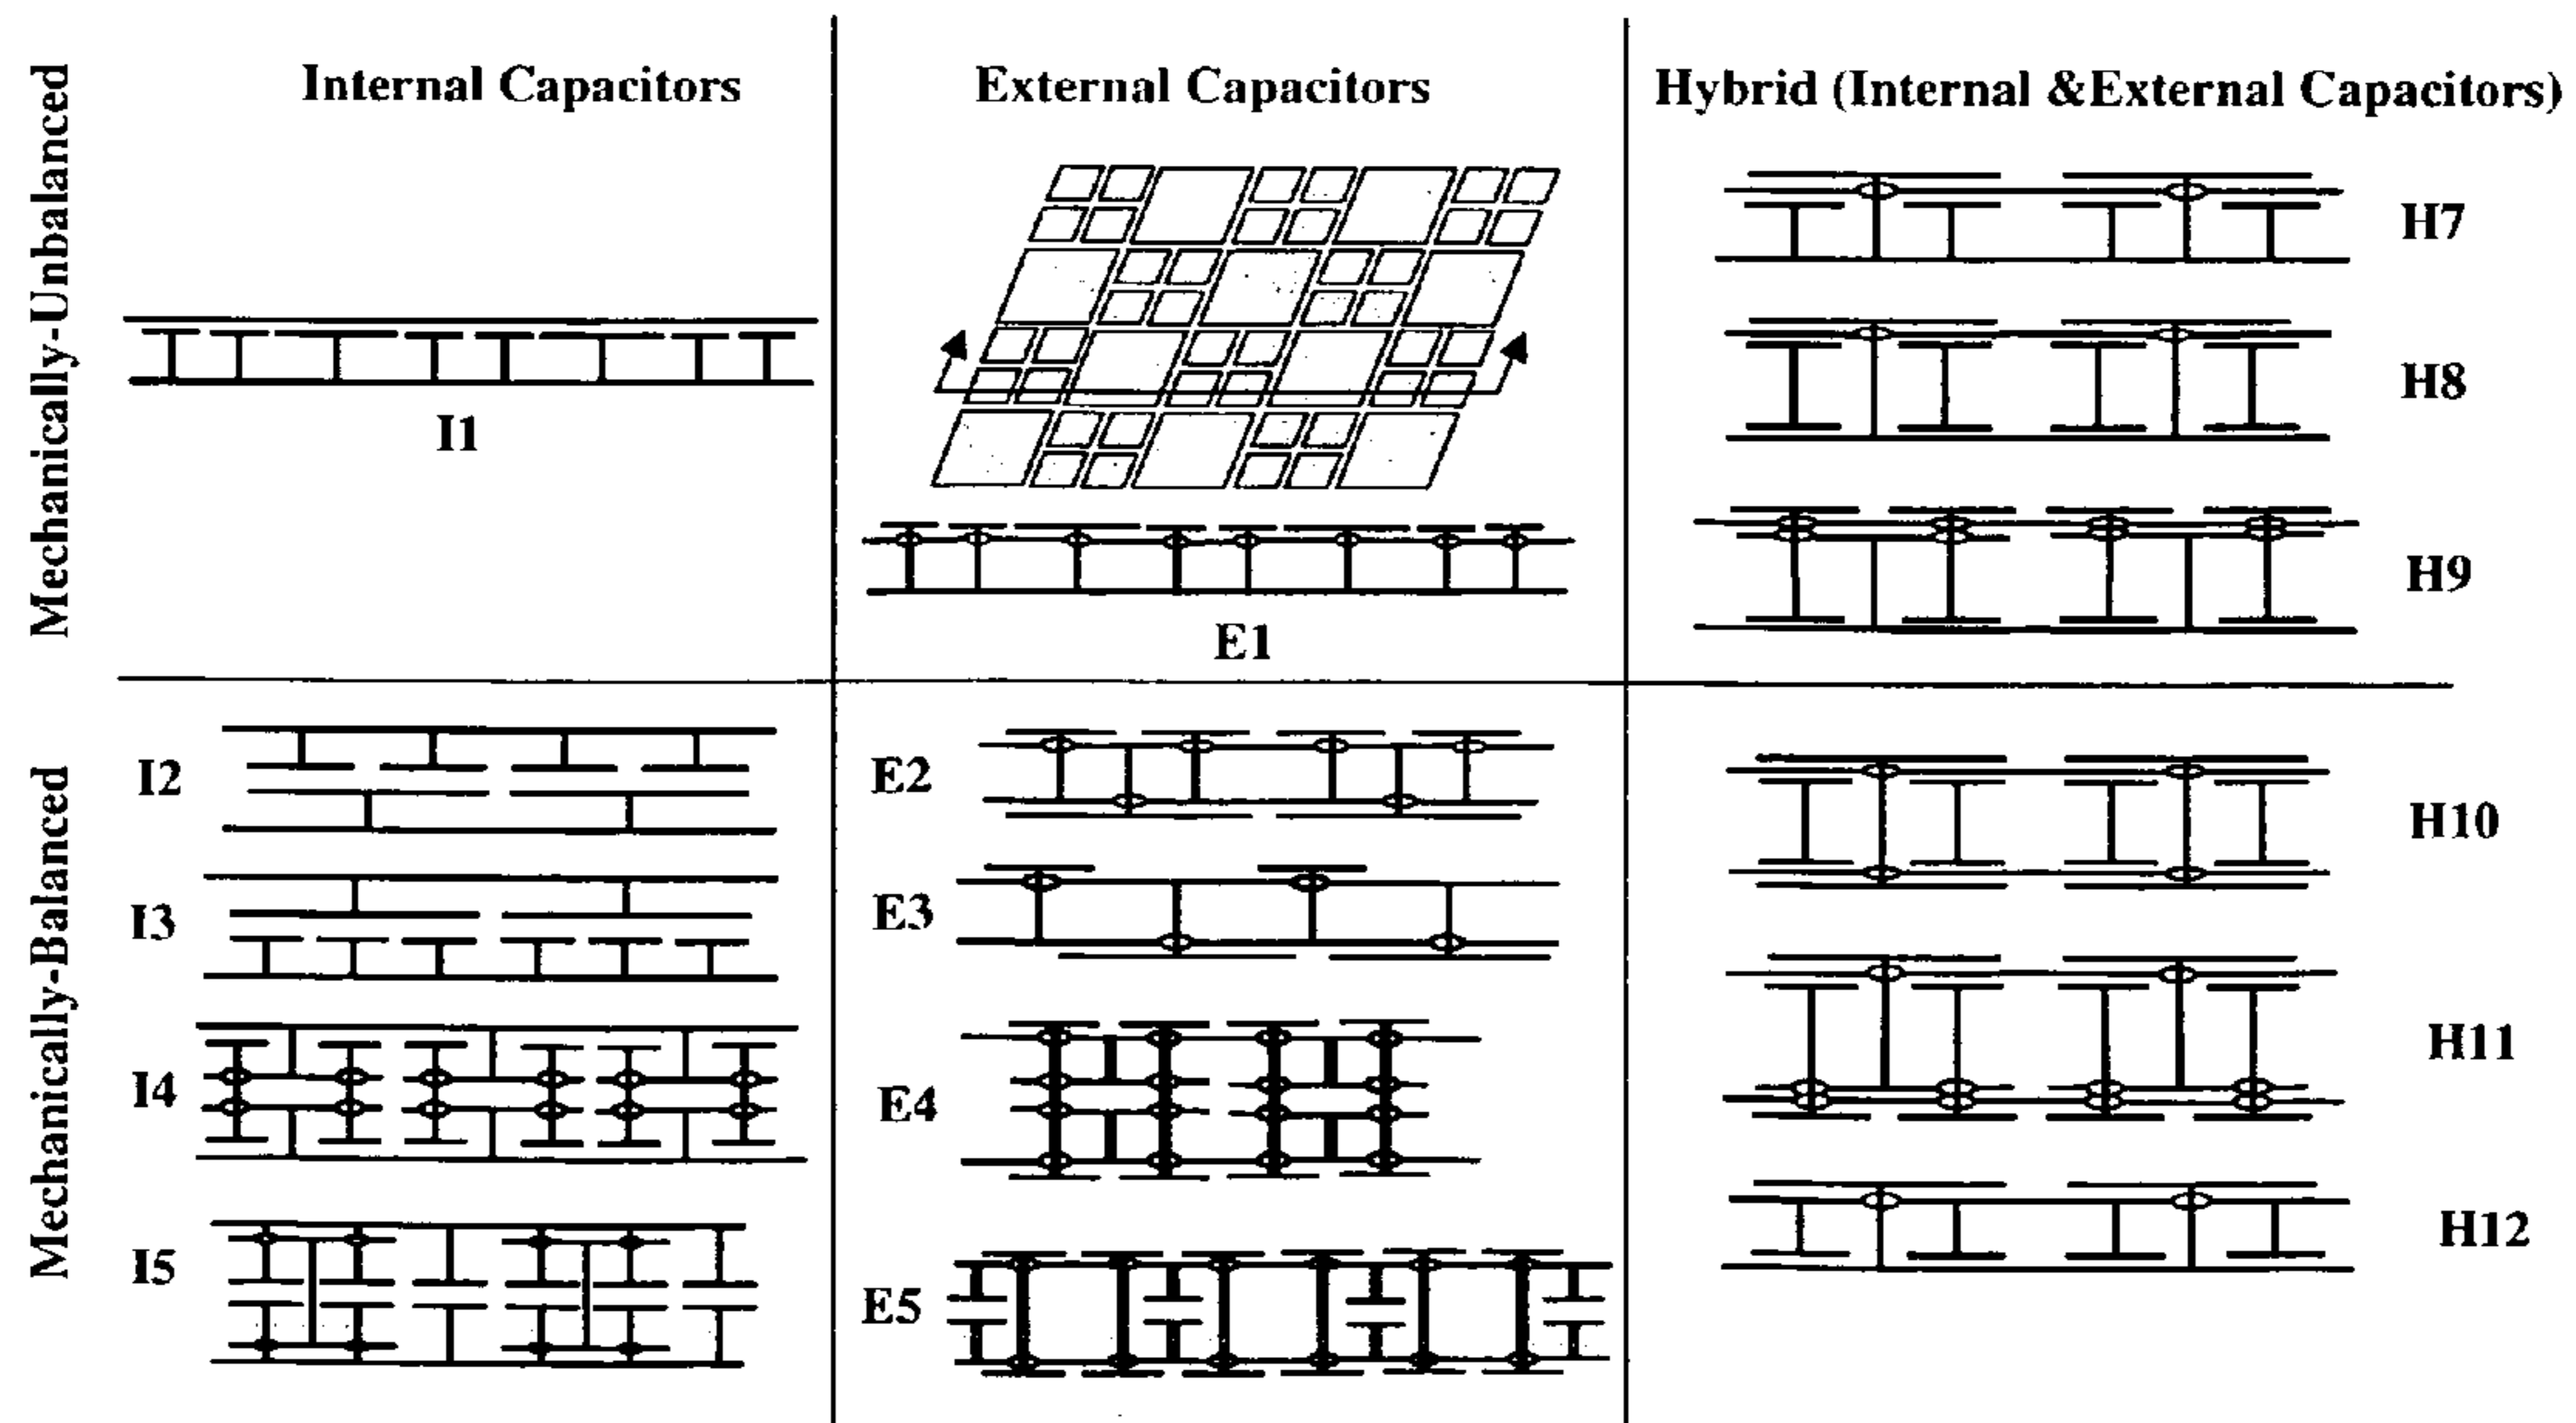 Internal Capacitors
External Capacitors
Hybrid (Internal &External Capacitors)
Mechanically-Unbalanced
I1
E1
H7
H8
H9
Mechanically-Balanced
I2
I3
I4
I5
E2
E3
E4
E5
H10
H11
H12